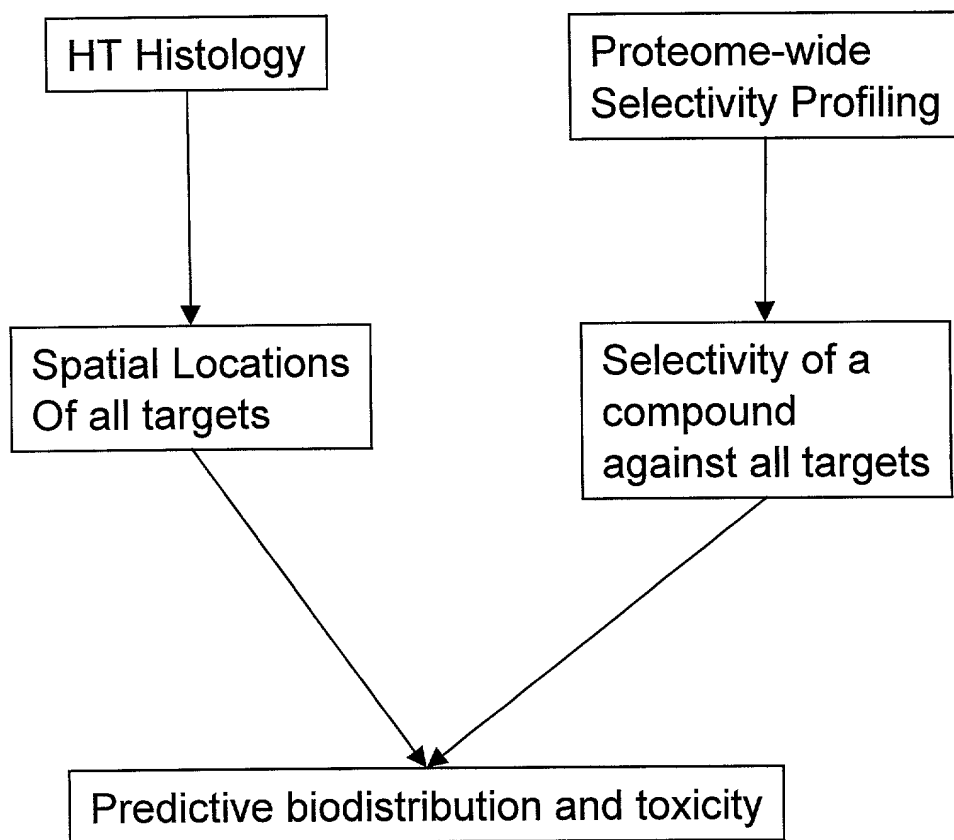 HT Histology
Proteome-wide
Selectivity Profiling
Spatial Locations
Of all targets
Selectivity of a
compound
against all targets
Predictive biodistribution and toxicity